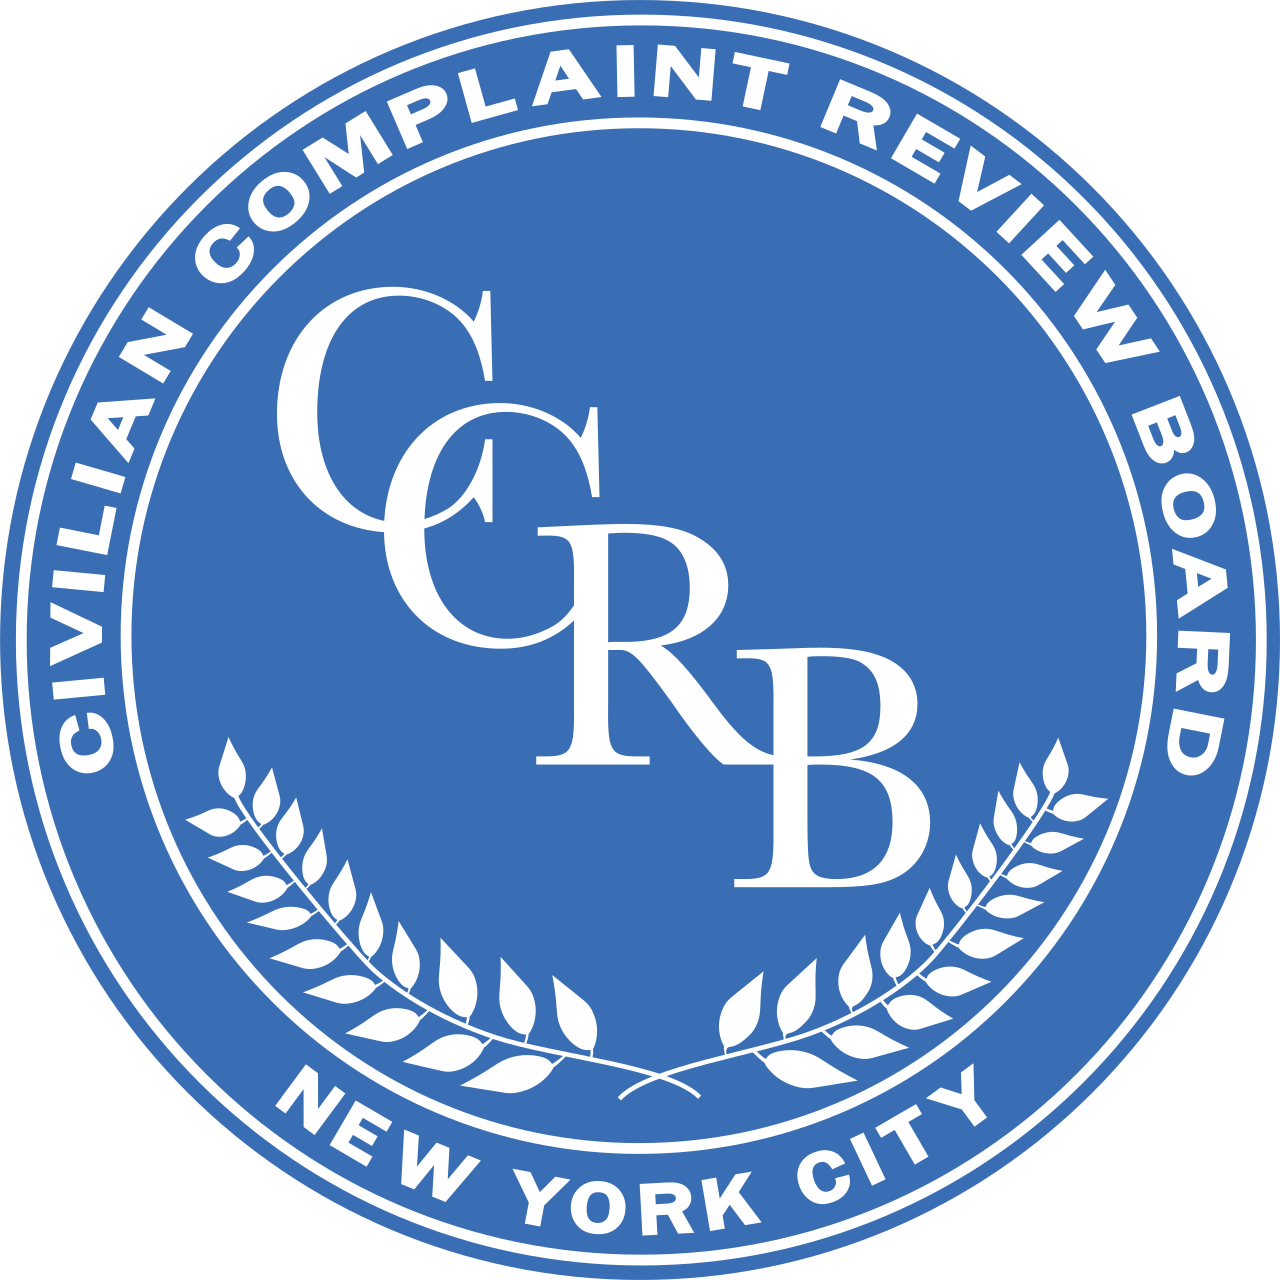 CIVILIAN COMPLAINT REVIEW BOARD
CCRB
NEW YORK CITY